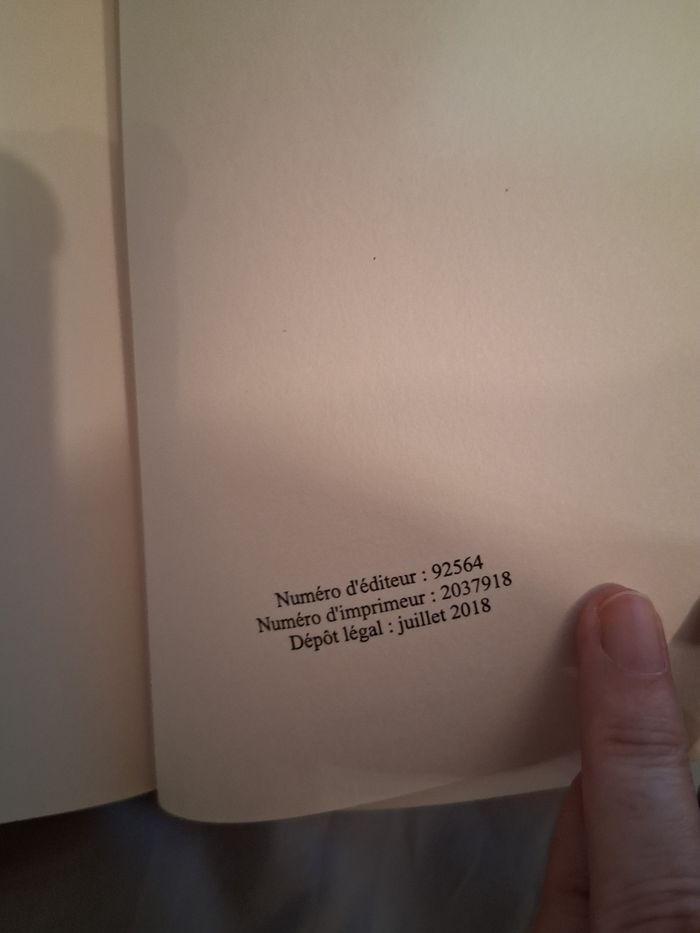 Numéro d'éditeur : 92564
Numéro d'imprimeur : 2037918
Dépôt légal : juillet 2018